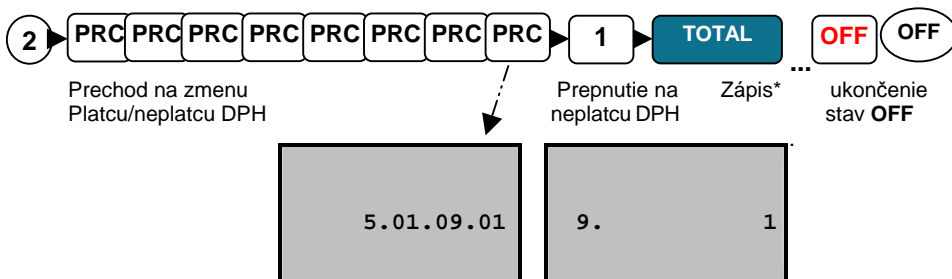 2 PRC PRC PRC PRC PRC PRC PRC PRC 1 TOTAL ... OFF OFF
Prechod na zmenu Prepnutie na Zápis* ukončenie
Platcu/neplatcu DPH neplatcu DPH stav OFF
5.01.09.01 9. 1